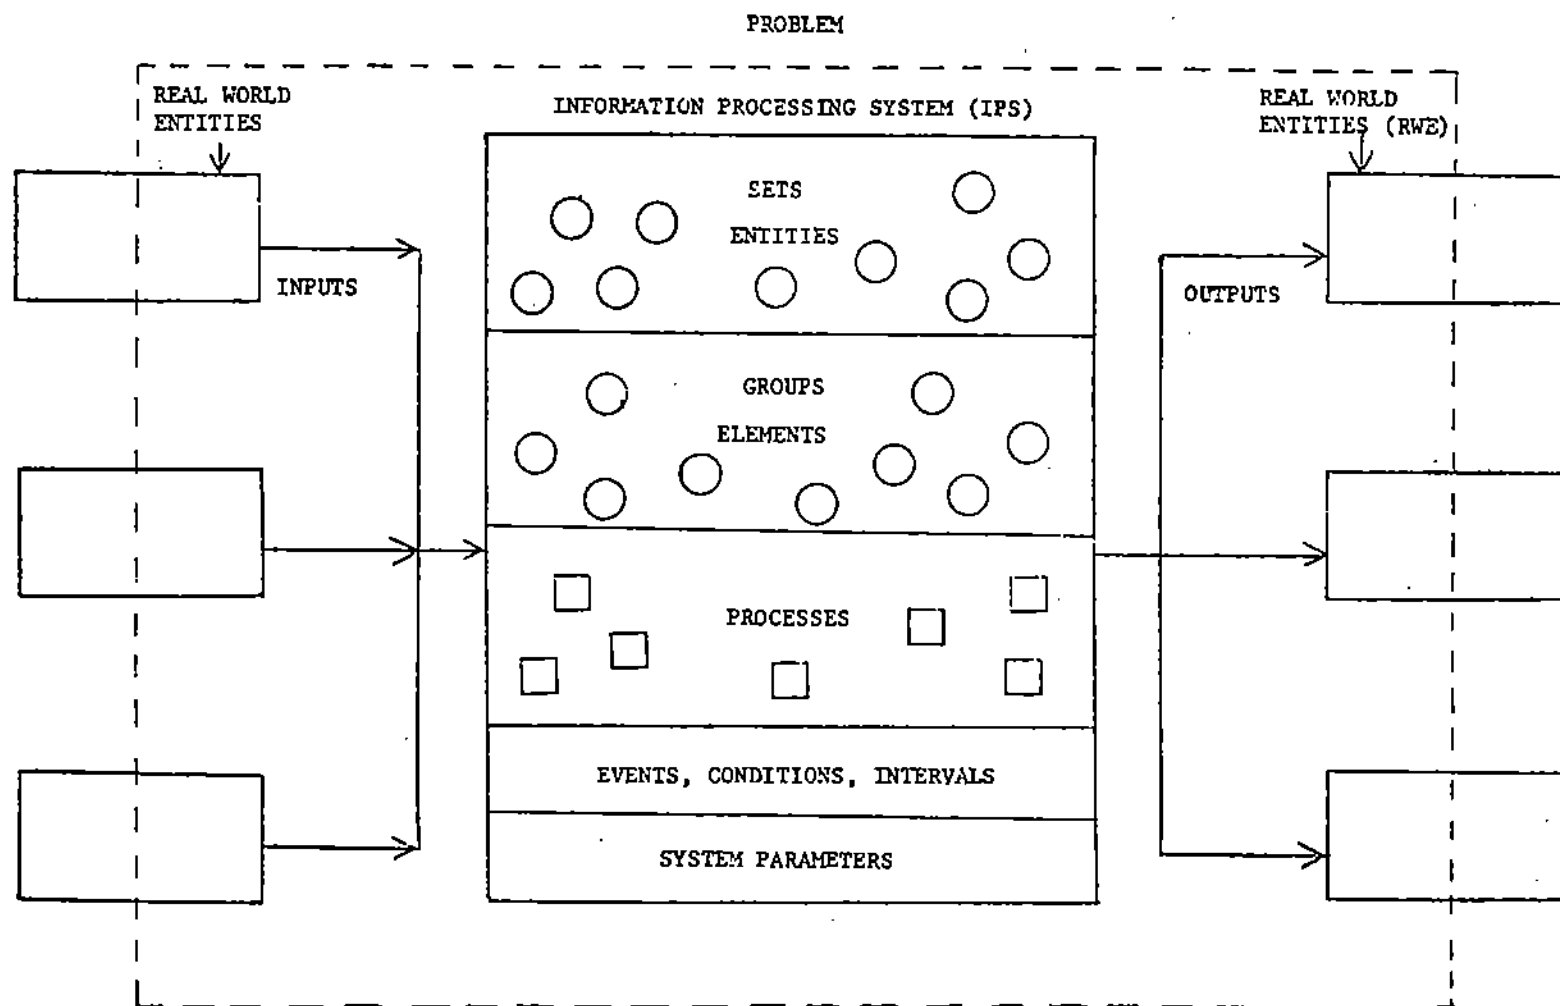 PROBLEM
REAL WORLD
ENTITIES
INFORMATION PROCESSING SYSTEM (IPS)
REAL WORLD
ENTITIES (RWE)
SETS
ENTITIES
INPUTS
OUTPUTS
GROUPS
ELEMENTS
PROCESSES
EVENTS, CONDITIONS, INTERVALS
SYSTEM PARAMETERS